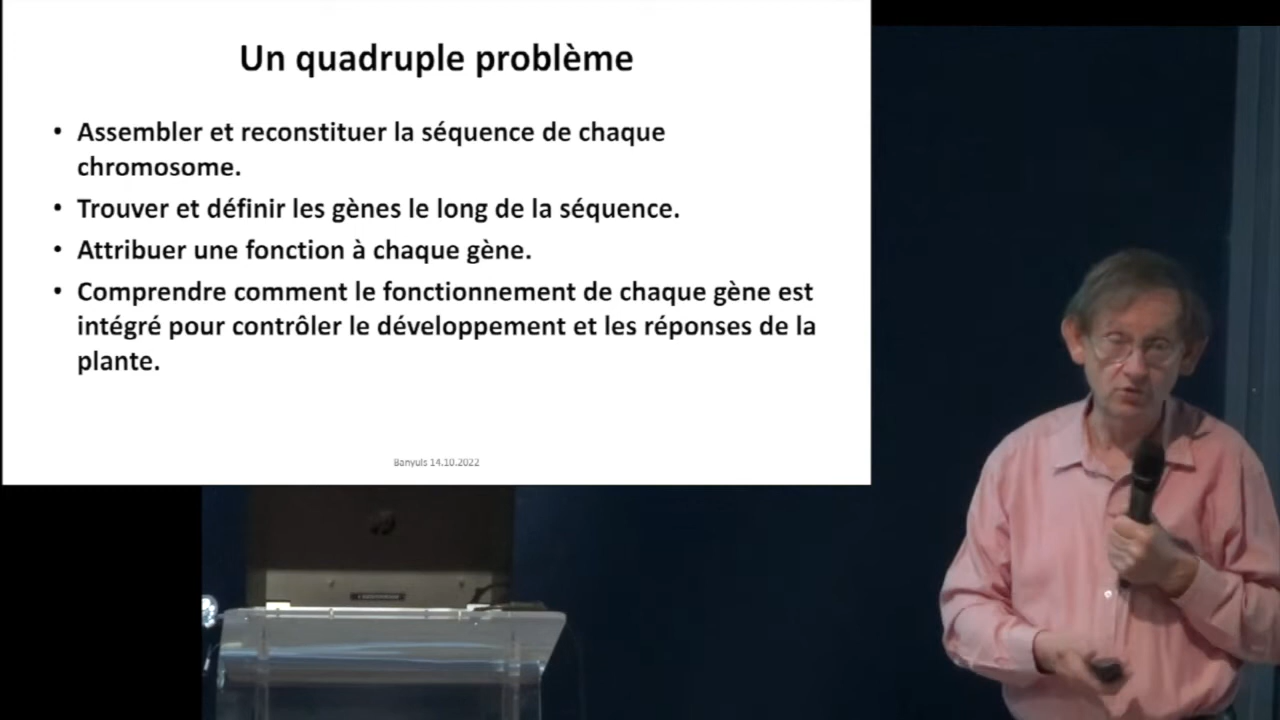 Un quadruple problème
• Assembler et reconstituer la séquence de chaque
chromosome.
• Trouver et définir les gènes le long de la séquence.
• Attribuer une fonction à chaque gène.
• Comprendre comment le fonctionnement de chaque gène est
intégré pour contrôler le développement et les réponses de la
plante.
Banyuls 14.10.2022